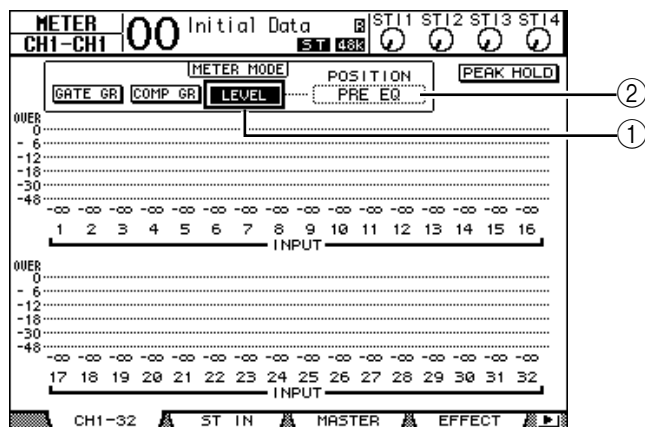 METER
CH1-CH1
00 Initial Data R
ST 48k
ST11 ST12 ST13 ST14
METER MODE
GATE GR COMP GR LEVEL
POSITION
PRE EQ
PEAK HOLD
②
①
OVER
0
- 6
-12
-18
-30
-48
-∞ -∞ -∞ -∞ -∞ -∞ -∞ -∞ -∞ -∞ -∞ -∞ -∞ -∞ -∞ -∞
1 2 3 4 5 6 7 8 9 10 11 12 13 14 15 16
INPUT
OVER
0
- 6
-12
-18
-30
-48
-∞ -∞ -∞ -∞ -∞ -∞ -∞ -∞ -∞ -∞ -∞ -∞ -∞ -∞ -∞ -∞
17 18 19 20 21 22 23 24 25 26 27 28 29 30 31 32
INPUT
CH1-32 ST IN MASTER EFFECT